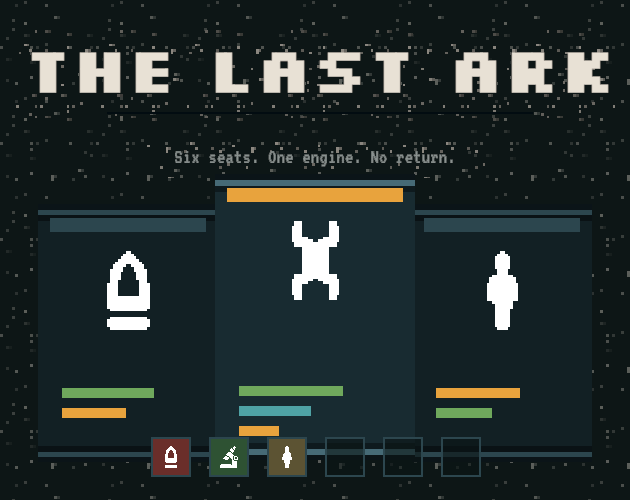 THE LAST ARK
Six seats. One engine. No return.